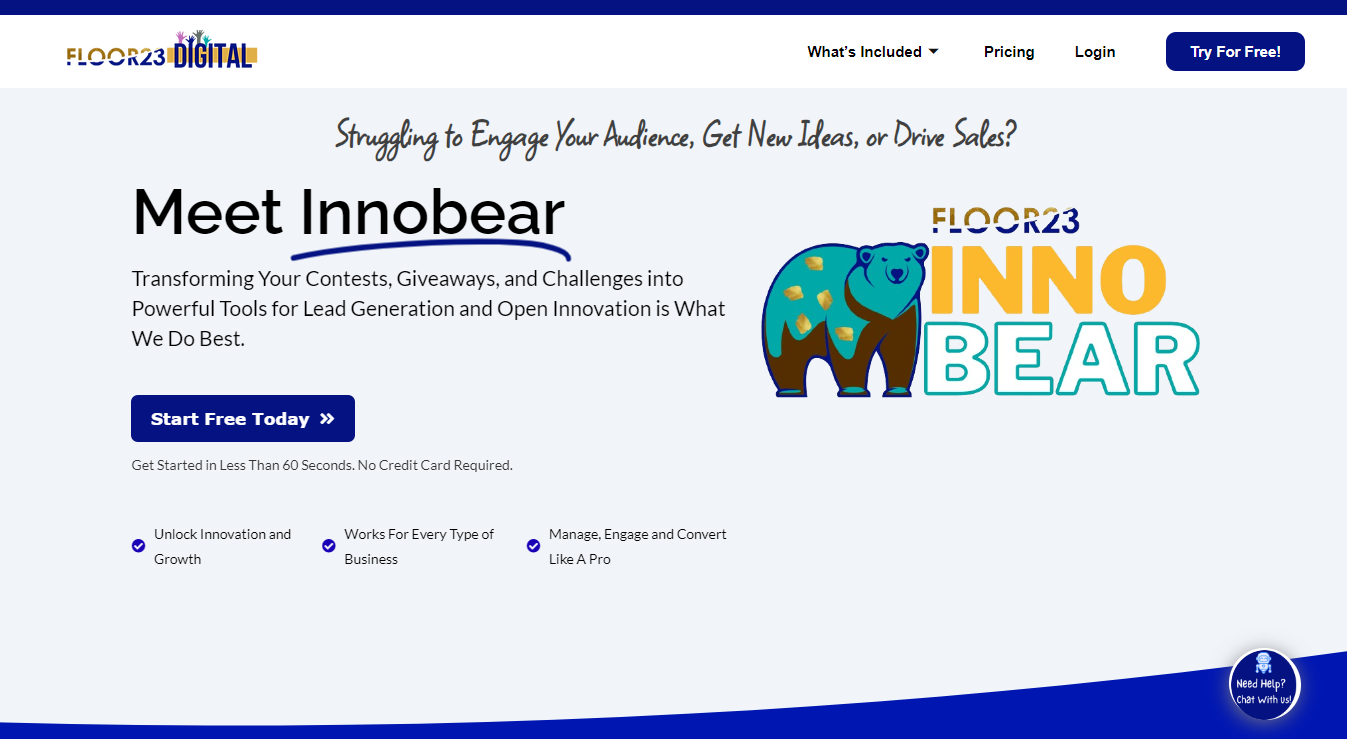 FLOOR23 DIGITAL
What's Included
Pricing
Login
Try For Free!
Struggling to Engage Your Audience, Get New Ideas, or Drive Sales?
Meet Innobear
Transforming Your Contests, Giveaways, and Challenges into
Powerful Tools for Lead Generation and Open Innovation is What
We Do Best.
Start Free Today »
Get Started in Less Than 60 Seconds. No Credit Card Required.
Unlock Innovation and
Growth
Works For Every Type of
Business
Manage, Engage and Convert
Like A Pro
FLOOR23
INNO
BEAR
Need Help?
Chat With us!